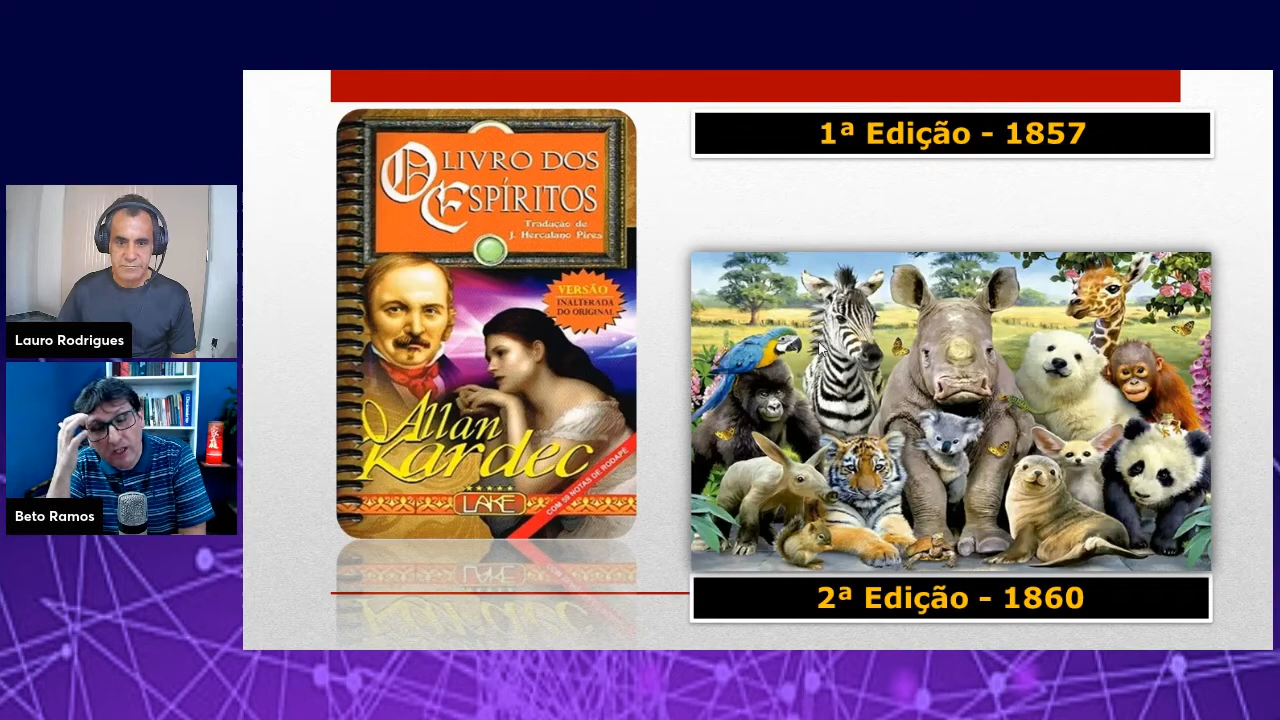 Lauro Rodrigues
Beto Ramos
O LIVRO DOS
ESPÍRITOS
Tradução de
J. Herculano Pires
VERSÃO
INALTERADA
DO ORIGINAL
Allan
Kardec
LAKE
COM 59 NOTAS DE RODAPÉ
1ª Edição - 1857
2ª Edição - 1860